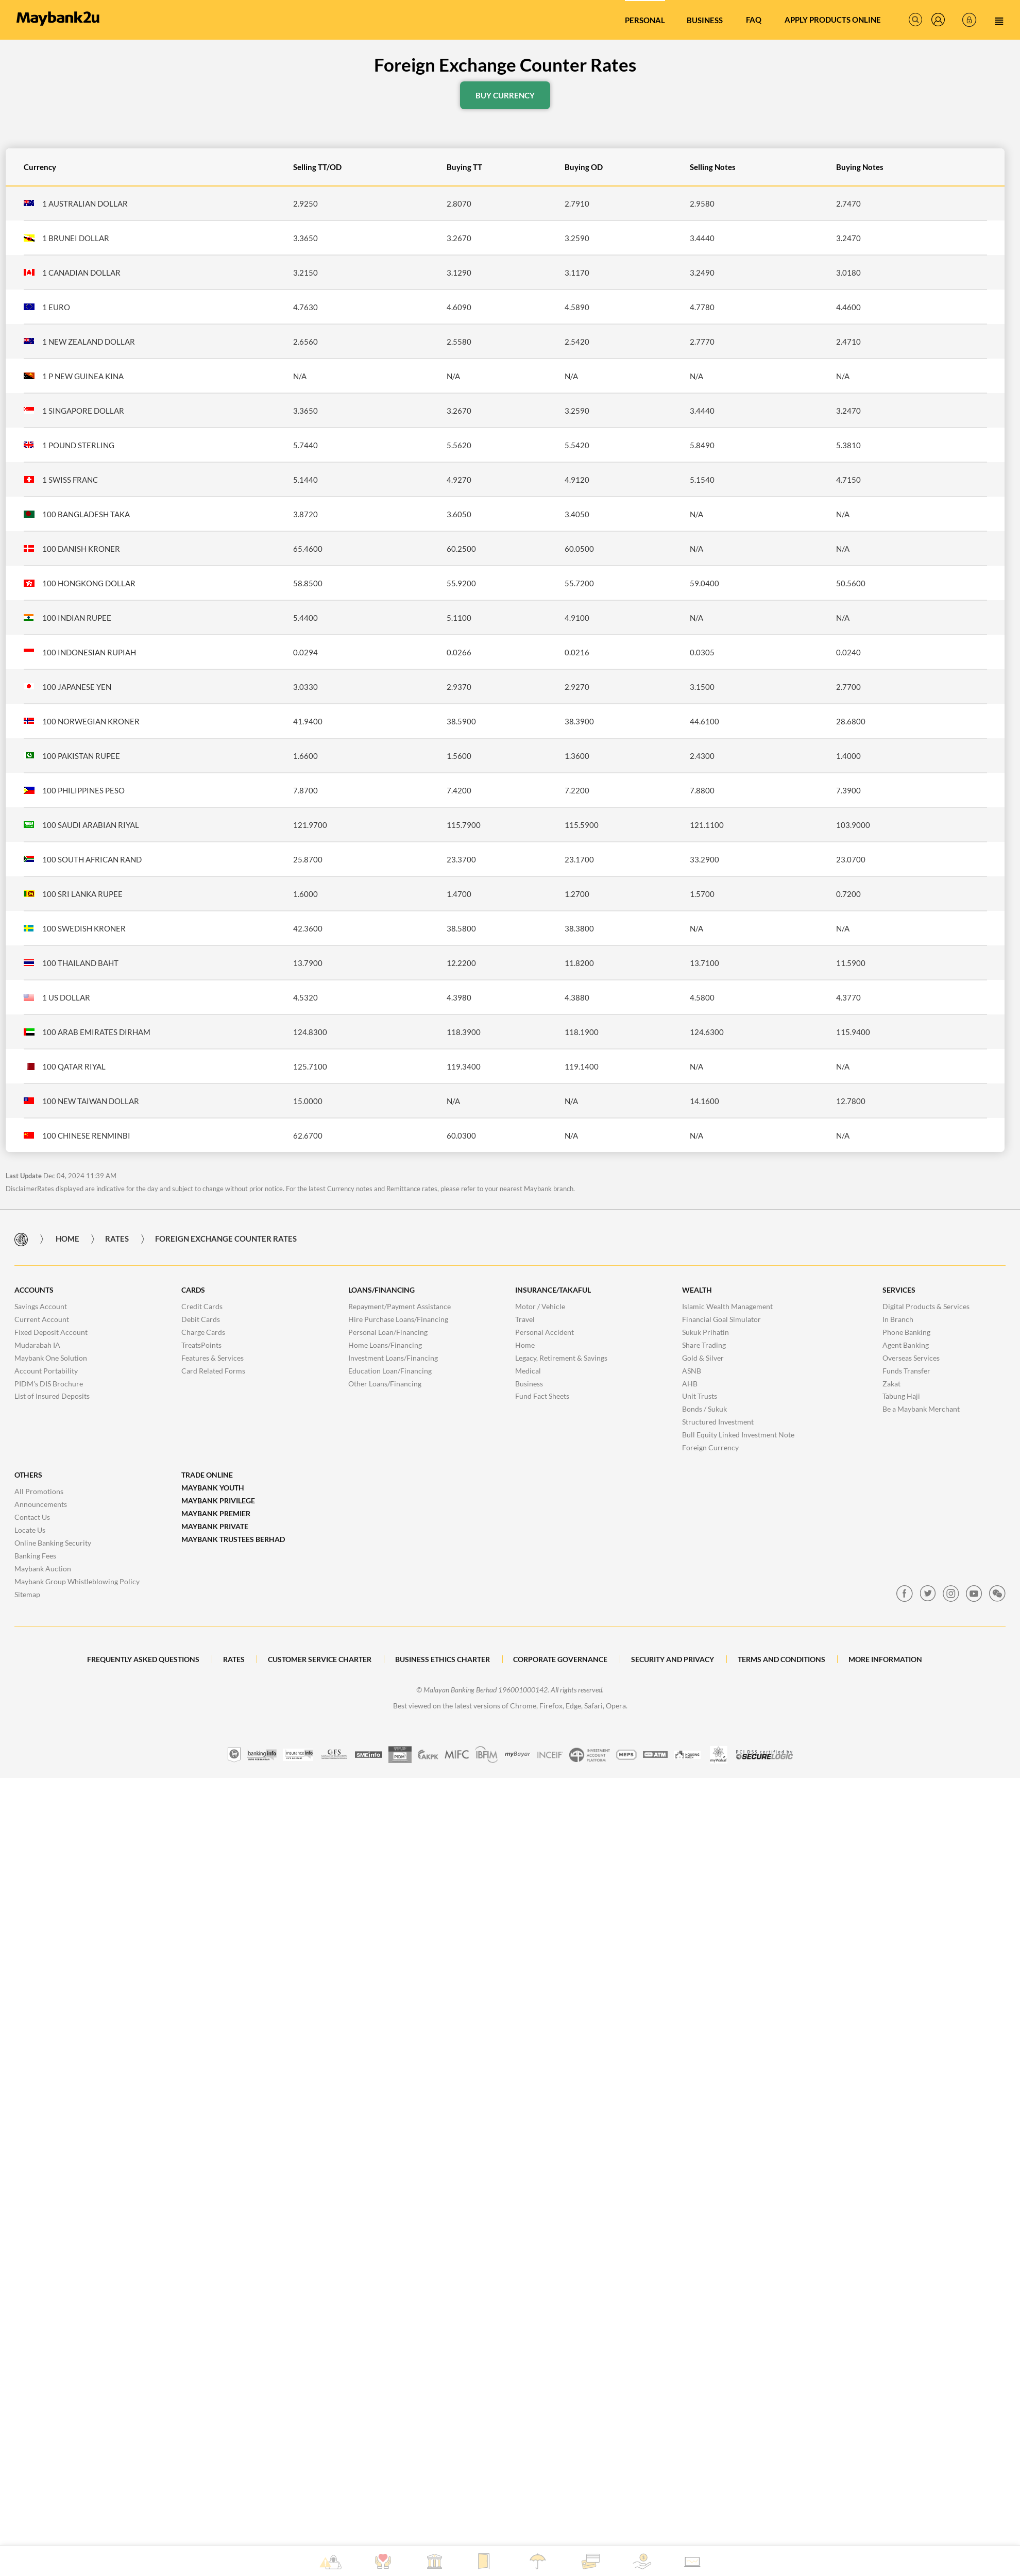 Maybank2u
PERSONAL BUSINESS FAQ APPLY PRODUCTS ONLINE
Foreign Exchange Counter Rates
BUY CURRENCY
Currency Selling TT/OD Buying TT Buying OD Selling Notes Buying Notes
1 AUSTRALIAN DOLLAR 2.9250 2.8070 2.7910 2.9580 2.7470
1 BRUNEI DOLLAR 3.3650 3.2670 3.2590 3.4440 3.2470
1 CANADIAN DOLLAR 3.2150 3.1290 3.1170 3.2490 3.0180
1 EURO 4.7630 4.6090 4.5890 4.7780 4.4600
1 NEW ZEALAND DOLLAR 2.6560 2.5580 2.5420 2.7770 2.4710
1 P NEW GUINEA KINA N/A N/A N/A N/A N/A
1 SINGAPORE DOLLAR 3.3650 3.2670 3.2590 3.4440 3.2470
1 POUND STERLING 5.7440 5.5620 5.5420 5.8490 5.3810
1 SWISS FRANC 5.1440 4.9270 4.9120 5.1540 4.7150
100 BANGLADESH TAKA 3.8720 3.6050 3.4050 N/A N/A
100 DANISH KRONER 65.4600 60.2500 60.0500 N/A N/A
100 HONGKONG DOLLAR 58.8500 55.9200 55.7200 59.0400 50.5600
100 INDIAN RUPEE 5.4400 5.1100 4.9100 N/A N/A
100 INDONESIAN RUPIAH 0.0294 0.0266 0.0216 0.0305 0.0240
100 JAPANESE YEN 3.0330 2.9370 2.9270 3.1500 2.7700
100 NORWEGIAN KRONER 41.9400 38.5900 38.3900 44.6100 28.6800
100 PAKISTAN RUPEE 1.6600 1.5600 1.3600 2.4300 1.4000
100 PHILIPPINES PESO 7.8700 7.4200 7.2200 7.8800 7.3900
100 SAUDI ARABIAN RIYAL 121.9700 115.7900 115.5900 121.1100 103.9000
100 SOUTH AFRICAN RAND 25.8700 23.3700 23.1700 33.2900 23.0700
100 SRI LANKA RUPEE 1.6000 1.4700 1.2700 1.5700 0.7200
100 SWEDISH KRONER 42.3600 38.5800 38.3800 N/A N/A
100 THAILAND BAHT 13.7900 12.2200 11.8200 13.7100 11.5900
1 US DOLLAR 4.5320 4.3980 4.3880 4.5800 4.3770
100 ARAB EMIRATES DIRHAM 124.8300 118.3900 118.1900 124.6300 115.9400
100 QATAR RIYAL 125.7100 119.3400 119.1400 N/A N/A
100 NEW TAIWAN DOLLAR 15.0000 N/A N/A 14.1600 12.7800
100 CHINESE RENMINBI 62.6700 60.0300 N/A N/A N/A
Last Update Dec 04, 2024 11:39 AM
DisclaimerRates displayed are indicative for the day and subject to change without prior notice. For the latest Currency notes and Remittance rates, please refer to your nearest Maybank branch.
HOME RATES FOREIGN EXCHANGE COUNTER RATES
ACCOUNTS
Savings Account
Current Account
Fixed Deposit Account
Mudarabah IA
Maybank One Solution
Account Portability
PIDM's DIS Brochure
List of Insured Deposits
CARDS
Credit Cards
Debit Cards
Charge Cards
TreatsPoints
Features & Services
Card Related Forms
LOANS/FINANCING
Repayment/Payment Assistance
Hire Purchase Loans/Financing
Personal Loan/Financing
Home Loans/Financing
Investment Loans/Financing
Education Loan/Financing
Other Loans/Financing
INSURANCE/TAKAFUL
Motor / Vehicle
Travel
Personal Accident
Home
Legacy, Retirement & Savings
Medical
Business
Fund Fact Sheets
WEALTH
Islamic Wealth Management
Financial Goal Simulator
Sukuk Prihatin
Share Trading
Gold & Silver
ASNB
AHB
Unit Trusts
Bonds / Sukuk
Structured Investment
Bull Equity Linked Investment Note
Foreign Currency
SERVICES
Digital Products & Services
In Branch
Phone Banking
Agent Banking
Overseas Services
Funds Transfer
Zakat
Tabung Haji
Be a Maybank Merchant
OTHERS
All Promotions
Announcements
Contact Us
Locate Us
Online Banking Security
Banking Fees
Maybank Auction
Maybank Group Whistleblowing Policy
Sitemap
TRADE ONLINE
MAYBANK YOUTH
MAYBANK PRIVILEGE
MAYBANK PREMIER
MAYBANK PRIVATE
MAYBANK TRUSTEES BERHAD
FREQUENTLY ASKED QUESTIONS RATES CUSTOMER SERVICE CHARTER BUSINESS ETHICS CHARTER CORPORATE GOVERNANCE SECURITY AND PRIVACY TERMS AND CONDITIONS MORE INFORMATION
© Malayan Banking Berhad 196001000142. All rights reserved.
Best viewed on the latest versions of Chrome, Firefox, Edge, Safari, Opera.
bankinginfo insuranceinfo OFS SMEinfo AKPK MIFC IBFIM myBayar INCEIF INVESTMENT ACCOUNT PLATFORM MEPS ATM SECURELOGIC